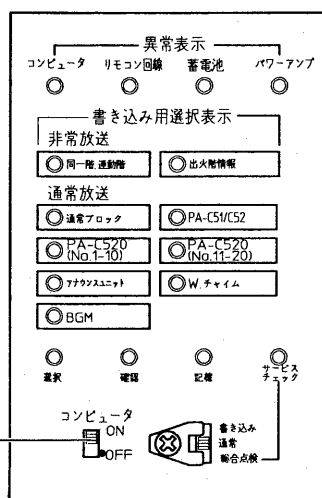 異常表示
コンピュータ リモコン回線 蓄電池 パワーアンプ
書き込み用選択表示
非常放送
同一階.連動階 出火階情報
通常放送
通常ブロック PA-C51/C52
PA-C520 (No.1-10) PA-C520 (No.11-20)
アナウンスユニット W.チャイム
BGM
選択 確認 記憶 サービスチェック
コンピュータ
ON
OFF
書き込み
通常
総合点検